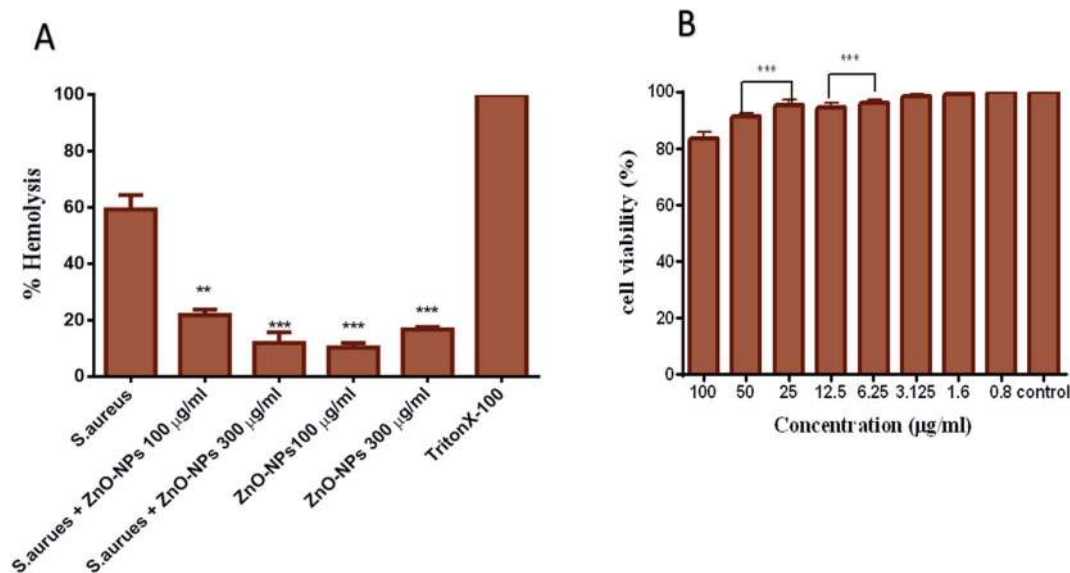 A
% Hemolysis
100
80
60
40
20
0
**
***
***
***
S.aureus
S.aurues + ZnO-NPs 100 µg/ml
S.aurues + ZnO-NPs 300 µg/ml
ZnO-NPs100 µg/ml
ZnO-NPs 300 µg/ml
TritonX-100
B
cell viability (%)
100
80
60
40
20
0
***
***
100 50 25 12.5 6.25 3.125 1.6 0.8 control
Concentration (µg/ml)